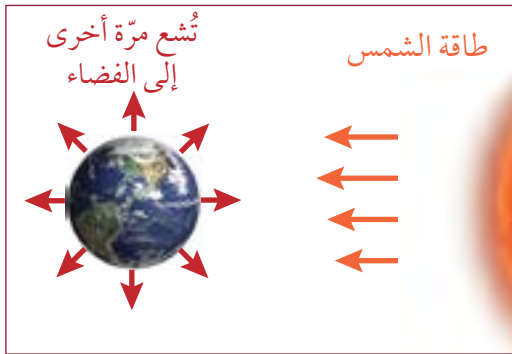 طاقة الشمس
تُشع مرّة أخرى
إلى الفضاء